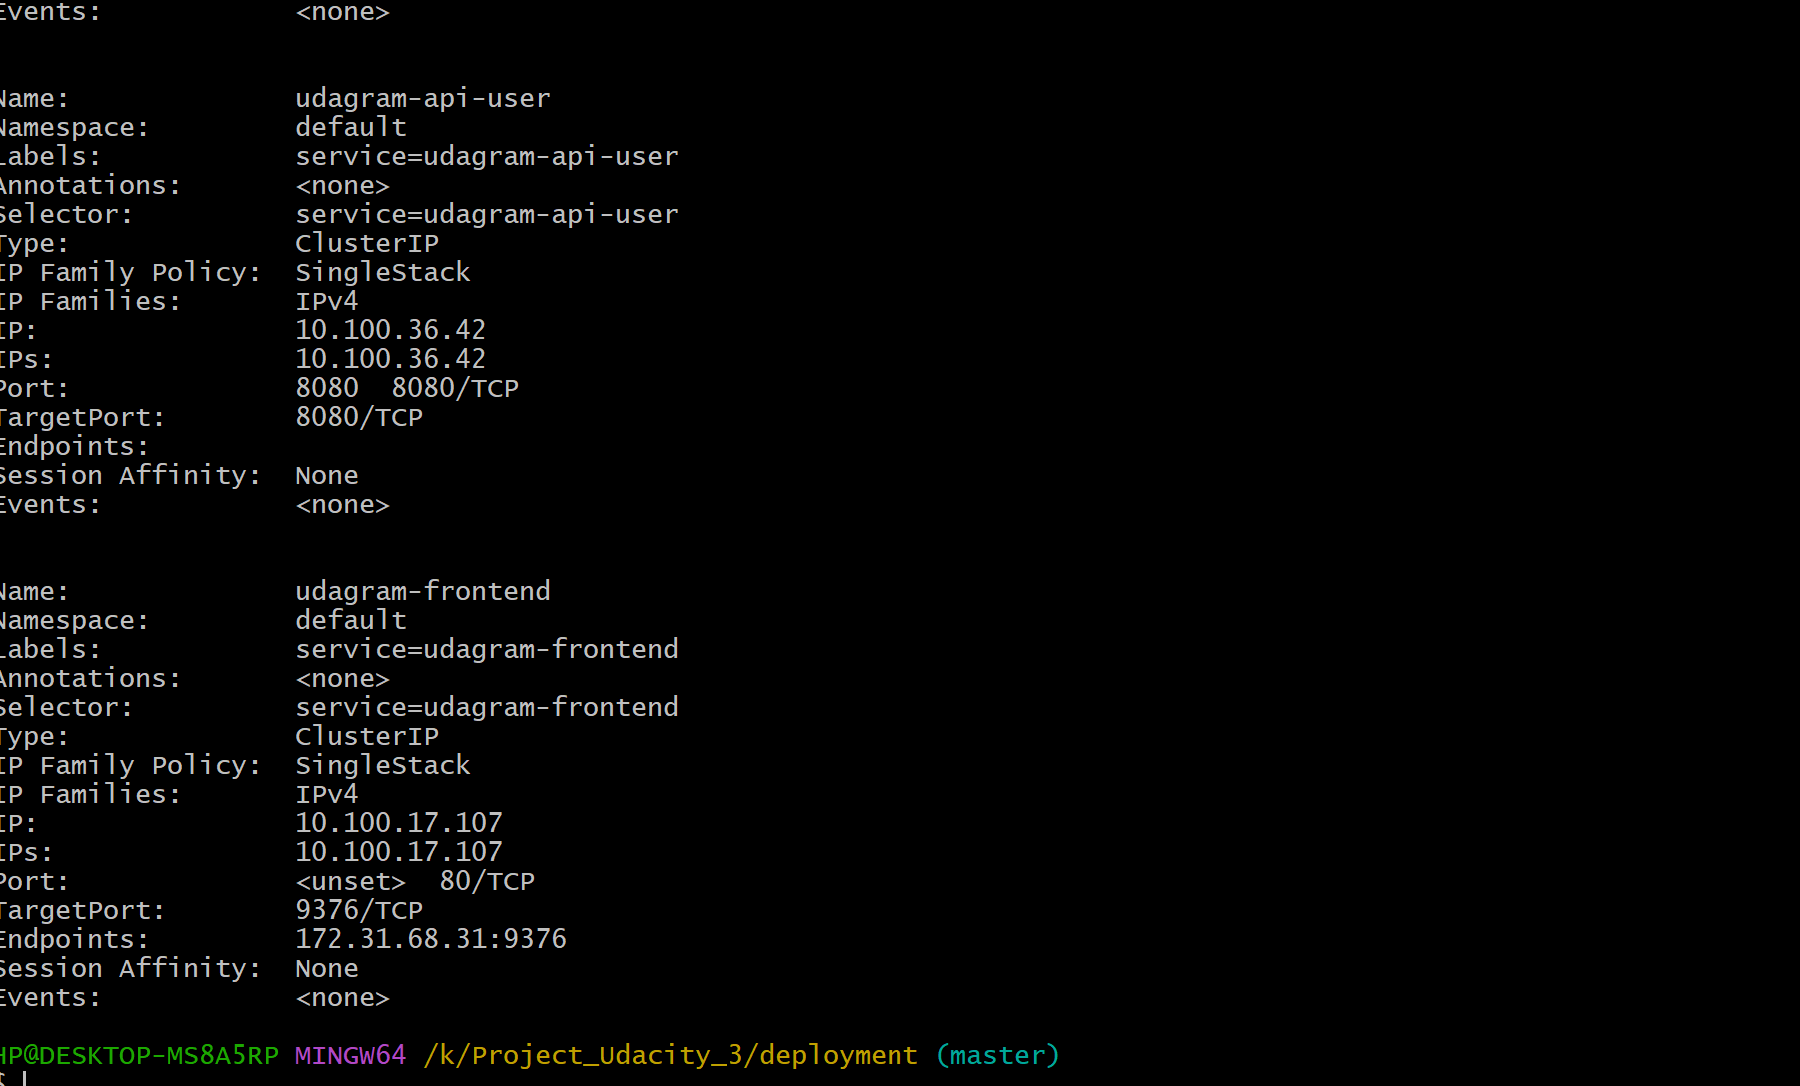 Events: <none>
Name: udagram-api-user
Namespace: default
Labels: service=udagram-api-user
Annotations: <none>
Selector: service=udagram-api-user
Type: ClusterIP
IP Family Policy: SingleStack
IP Families: IPv4
IP: 10.100.36.42
IPs: 10.100.36.42
Port: 8080 8080/TCP
TargetPort: 8080/TCP
Endpoints:
Session Affinity: None
Events: <none>
Name: udagram-frontend
Namespace: default
Labels: service=udagram-frontend
Annotations: <none>
Selector: service=udagram-frontend
Type: ClusterIP
IP Family Policy: SingleStack
IP Families: IPv4
IP: 10.100.17.107
IPs: 10.100.17.107
Port: <unset> 80/TCP
TargetPort: 9376/TCP
Endpoints: 172.31.68.31:9376
Session Affinity: None
Events: <none>
HP@DESKTOP-MS8A5RP MINGW64 /k/Project_Udacity_3/deployment (master)
$